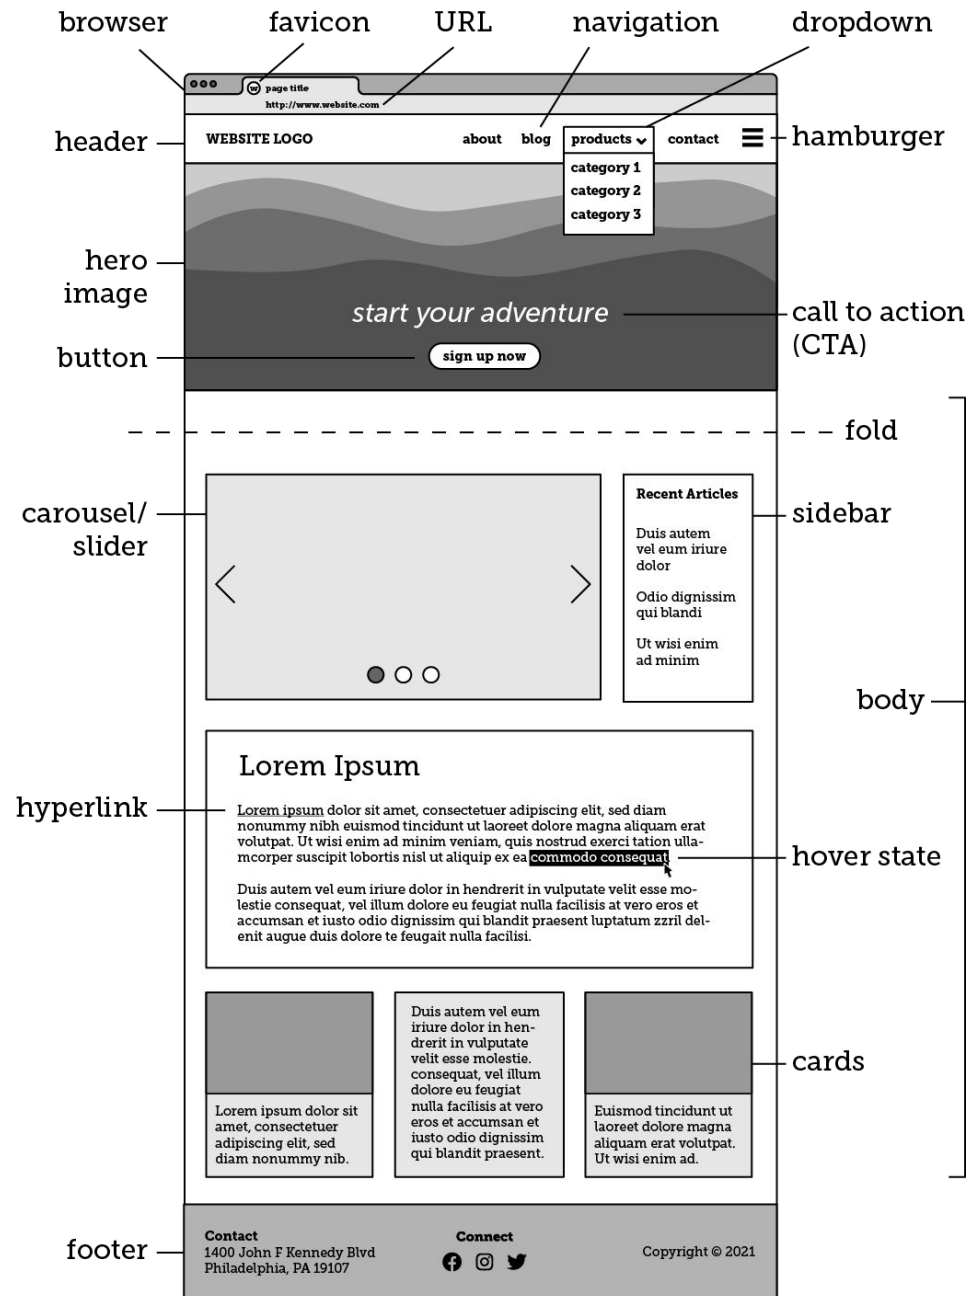 browser
favicon
URL
navigation
dropdown
page title
http://www.website.com
header
WEBSITE LOGO
about
blog
products
contact
hamburger
category 1
category 2
category 3
hero
image
start your adventure
call to action
(CTA)
button
sign up now
fold
carousel/
slider
Recent Articles
Duis autem
vel eum iriure
dolor
Odio dignissim
qui blandi
Ut wisi enim
ad minim
sidebar
body
Lorem Ipsum
hyperlink
Lorem ipsum dolor sit amet, consectetuer adipiscing elit, sed diam
nonummy nibh euismod tincidunt ut laoreet dolore magna aliquam erat
volutpat. Ut wisi enim ad minim veniam, quis nostrud exerci tation ulla-
mcorper suscipit lobortis nisl ut aliquip ex ea commodo consequat.
hover state
Duis autem vel eum iriure dolor in hendrerit in vulputate velit esse mo-
lestie consequat, vel illum dolore eu feugiat nulla facilisis at vero eros et
accumsan et iusto odio dignissim qui blandit praesent luptatum zzril del-
enit augue duis dolore te feugait nulla facilisi.
Lorem ipsum dolor sit
amet, consectetuer
adipiscing elit, sed
diam nonummy nib.
Duis autem vel eum
iriure dolor in hen-
drerit in vulputate
velit esse molestie.
consequat, vel illum
dolore eu feugiat
nulla facilisis at vero
eros et accumsan et
iusto odio dignissim
qui blandit praesent.
Euismod tincidunt ut
laoreet dolore magna
aliquam erat volutpat.
Ut wisi enim ad.
cards
footer
Contact
1400 John F Kennedy Blvd
Philadelphia, PA 19107
Connect
Copyright © 2021